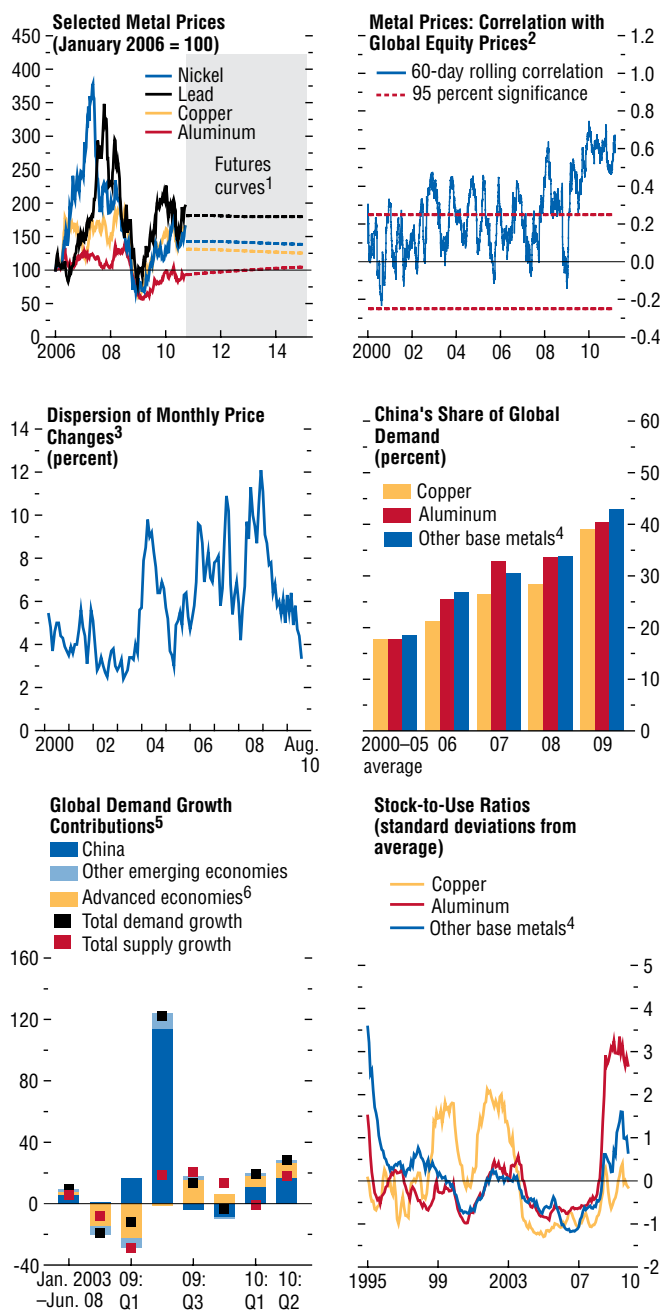 Selected Metal Prices
(January 2006 = 100)
450
400
350
300
250
200
150
100
50
0
Nickel
Lead
Copper
Aluminum
Futures
curves1
2006
08
10
12
14
Metal Prices: Correlation with
Global Equity Prices2
60-day rolling correlation
95 percent significance
1.2
1.0
0.8
0.6
0.4
0.2
0.0
-0.2
-0.4
2000
02
04
06
08
10
Dispersion of Monthly Price
Changes3
(percent)
14
12
10
8
6
4
2
0
2000
02
04
06
08
Aug.
10
China's Share of Global
Demand
(percent)
Copper
Aluminum
Other base metals4
60
50
40
30
20
10
0
2000–05
average
06
07
08
09
Global Demand Growth
Contributions5
China
Other emerging economies
Advanced economies6
Total demand growth
Total supply growth
160
120
80
40
0
-40
Jan. 2003
–Jun. 08
09:
Q1
09:
Q3
10:
Q1
10:
Q2
Stock-to-Use Ratios
(standard deviations from
average)
Copper
Aluminum
Other base metals4
5
4
3
2
1
0
-1
-2
1995
99
2003
07
10